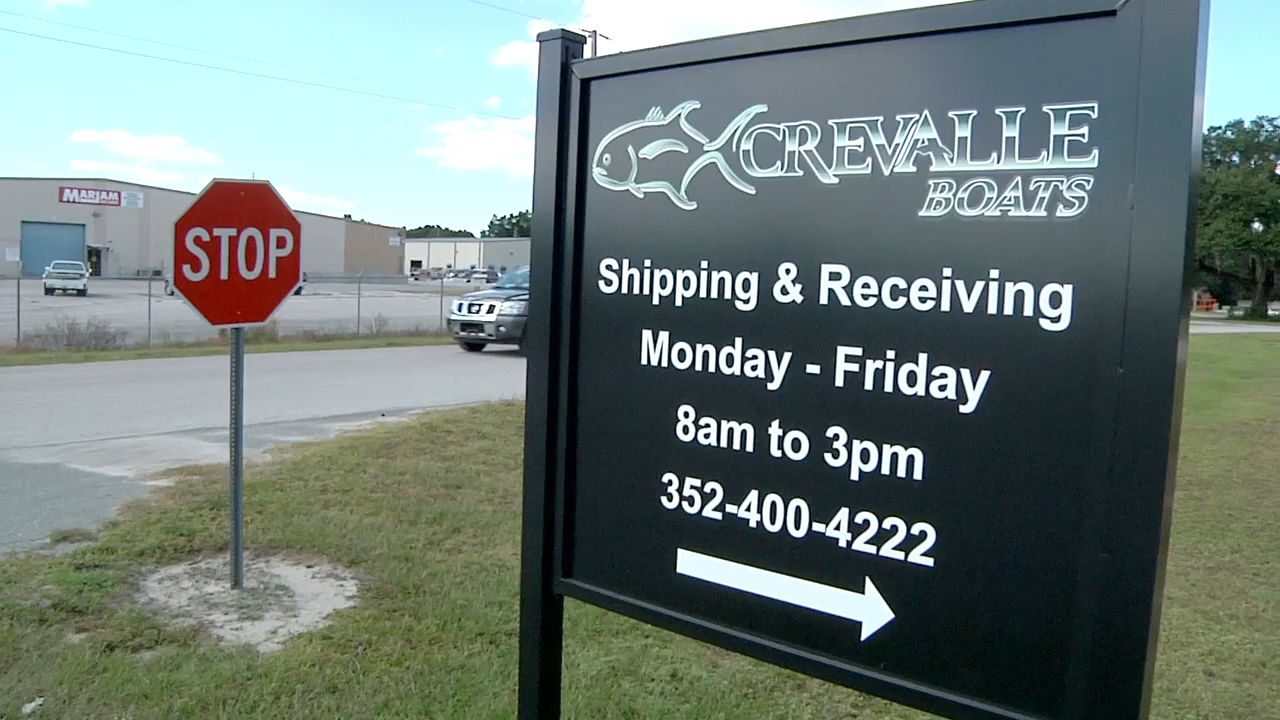 MARJAM
STOP
CREVALLE
BOATS
Shipping & Receiving
Monday - Friday
8am to 3pm
352-400-4222